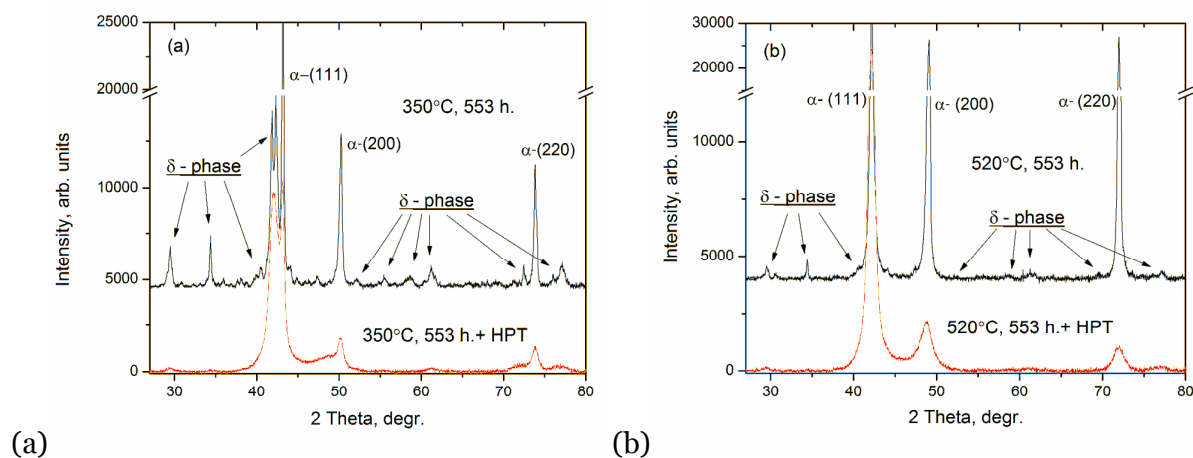 (a)
25000
20000
10000
5000
0
Intensity, arb. units
α–(111)
350°C, 553 h.
α-(200)
α-(220)
δ - phase
δ - phase
350°C, 553 h.+ HPT
30 40 50 60 70 80
2 Theta, degr.
(a)
(b)
30000
20000
10000
5000
0
Intensity, arb. units
α- (111)
α- (200)
α- (220)
520°C, 553 h.
δ - phase
δ - phase
520°C, 553 h.+ HPT
30 40 50 60 70 80
2 Theta, degr.
(b)